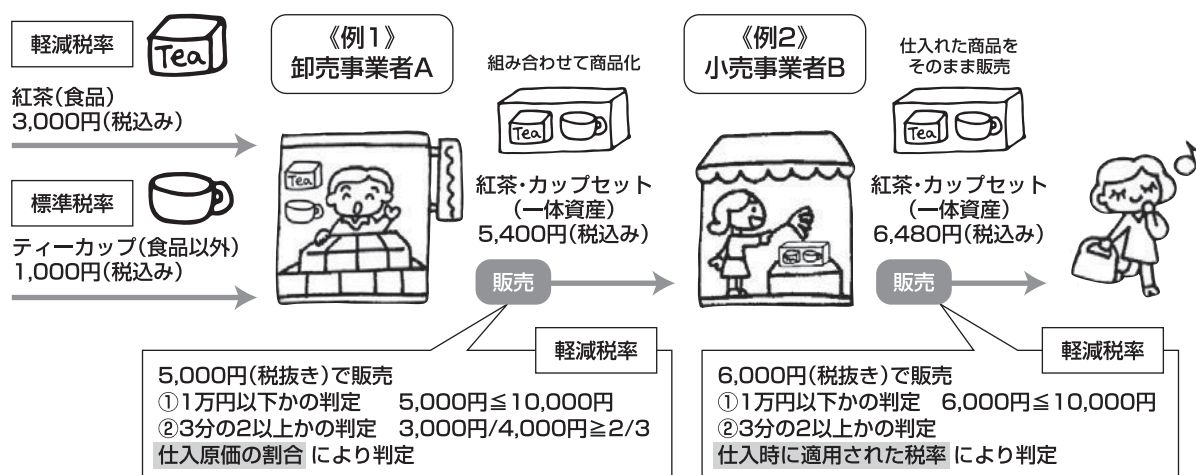 軽減税率
Tea
紅茶(食品)
3,000円(税込み)
標準税率
ティーカップ(食品以外)
1,000円(税込み)
《例1》
卸売事業者A
Tea
組み合わせて商品化
Tea
紅茶・カップセット
(一体資産)
5,400円(税込み)
販売
軽減税率
5,000円(税抜き)で販売
①1万円以下かの判定 5,000円≦10,000円
②3分の2以上かの判定 3,000円/4,000円≧2/3
仕入原価の割合 により判定
《例2》
小売事業者B
仕入れた商品を
そのまま販売
Tea
紅茶・カップセット
(一体資産)
6,480円(税込み)
販売
軽減税率
6,000円(税抜き)で販売
①1万円以下かの判定 6,000円≦10,000円
②3分の2以上かの判定
仕入時に適用された税率 により判定